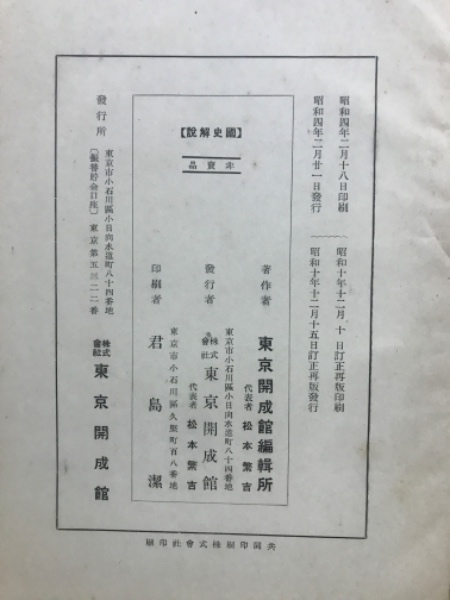 昭和四年二月十八日印刷
昭和四年二月廿一日發行
昭和十年十二月十日訂正再版印刷
昭和十年十二月十五日訂正再版發行
【國史解說】
非賣品
著作者 東京開成館編輯所
代表者 松本繁吉
東京市小石川區小日向水道町八十四番地
發行者 株式會社 東京開成館
代表者 松本繁吉
東京市小石川區久堅町百八番地
印刷者 君島潔
發行所
東京市小石川區小日向水道町八十四番地
〔振替貯金口座〕東京第五三二二番
株式會社 東京開成館
共同印刷株式會社印刷